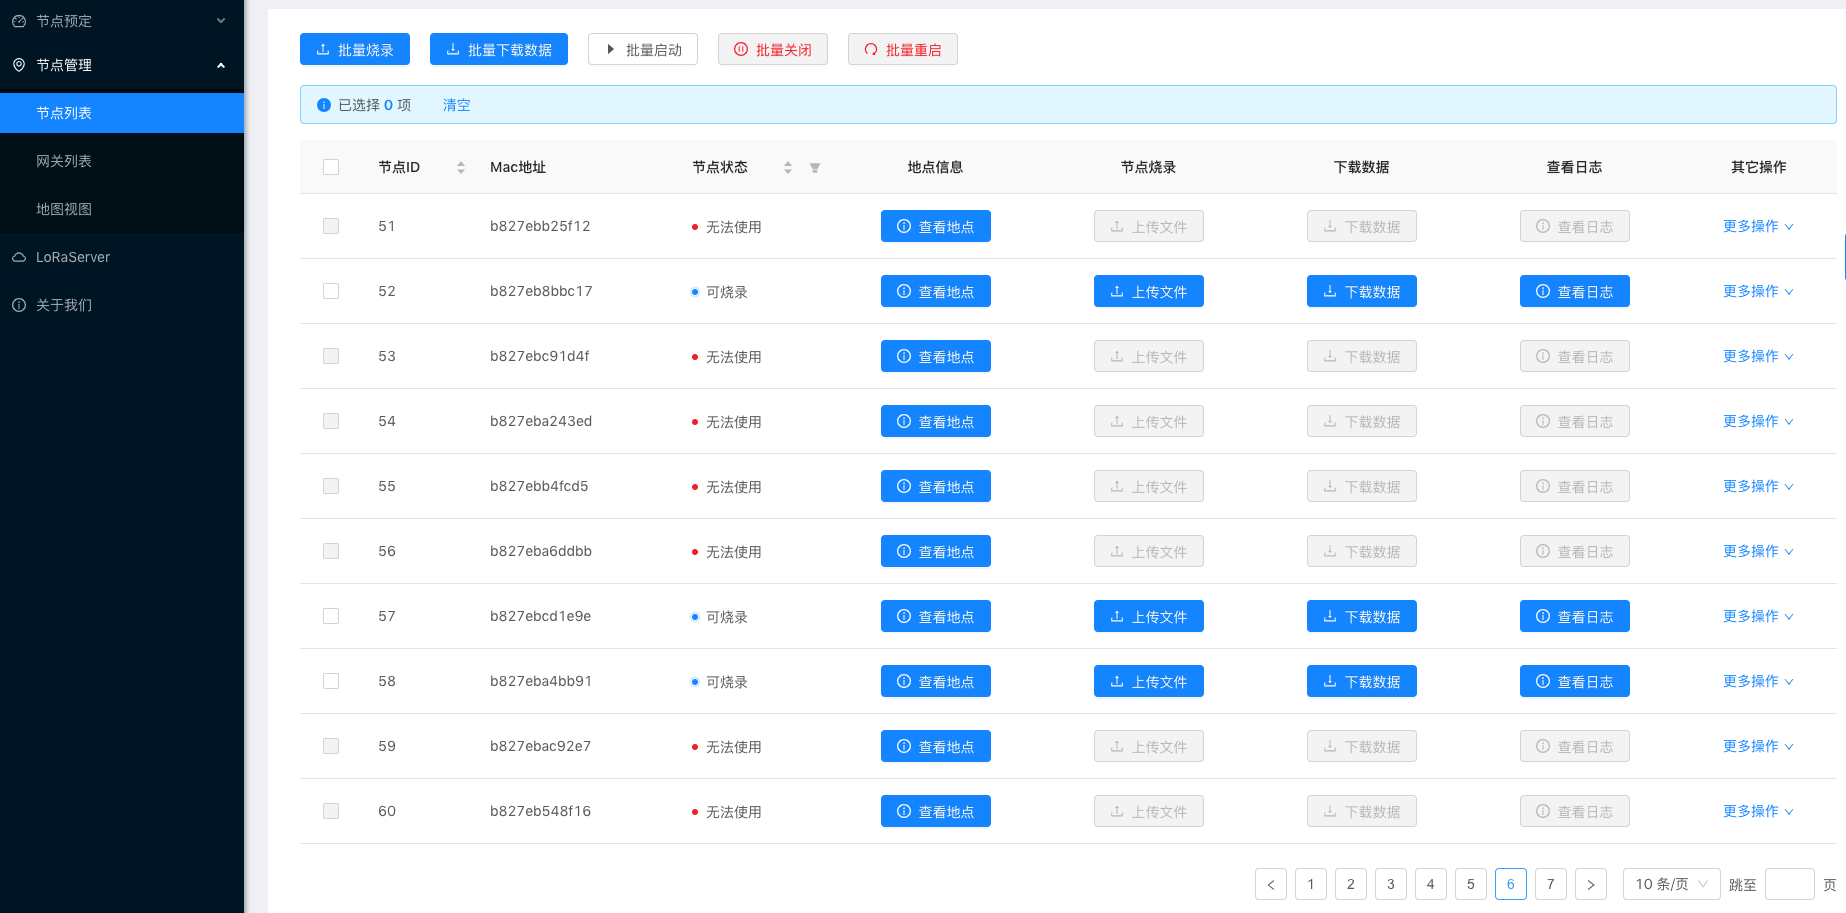 节点预定
节点管理
节点列表
网关列表
地图视图
LoRaServer
关于我们
批量烧录 批量下载数据 批量启动 批量关闭 批量重启
已选择 0 项 清空
节点ID Mac地址 节点状态 地点信息 节点烧录 下载数据 查看日志 其它操作
51 b827ebb25f12 无法使用 查看地点 上传文件 下载数据 查看日志 更多操作
52 b827eb8bbc17 可烧录 查看地点 上传文件 下载数据 查看日志 更多操作
53 b827ebc91d4f 无法使用 查看地点 上传文件 下载数据 查看日志 更多操作
54 b827eba243ed 无法使用 查看地点 上传文件 下载数据 查看日志 更多操作
55 b827ebb4fcd5 无法使用 查看地点 上传文件 下载数据 查看日志 更多操作
56 b827eba6ddbb 无法使用 查看地点 上传文件 下载数据 查看日志 更多操作
57 b827ebcd1e9e 可烧录 查看地点 上传文件 下载数据 查看日志 更多操作
58 b827eba4bb91 可烧录 查看地点 上传文件 下载数据 查看日志 更多操作
59 b827ebac92e7 无法使用 查看地点 上传文件 下载数据 查看日志 更多操作
60 b827eb548f16 无法使用 查看地点 上传文件 下载数据 查看日志 更多操作
1 2 3 4 5 6 7 10 条/页 跳至 页